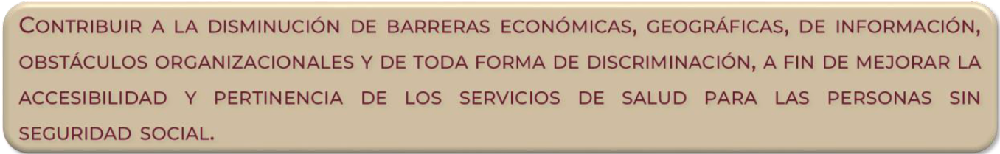 Contribuir a la disminución de barreras económicas, geográficas, de información,
obstáculos organizacionales y de toda forma de discriminación, a fin de mejorar la
accesibilidad y pertinencia de los servicios de salud para las personas sin
seguridad social.